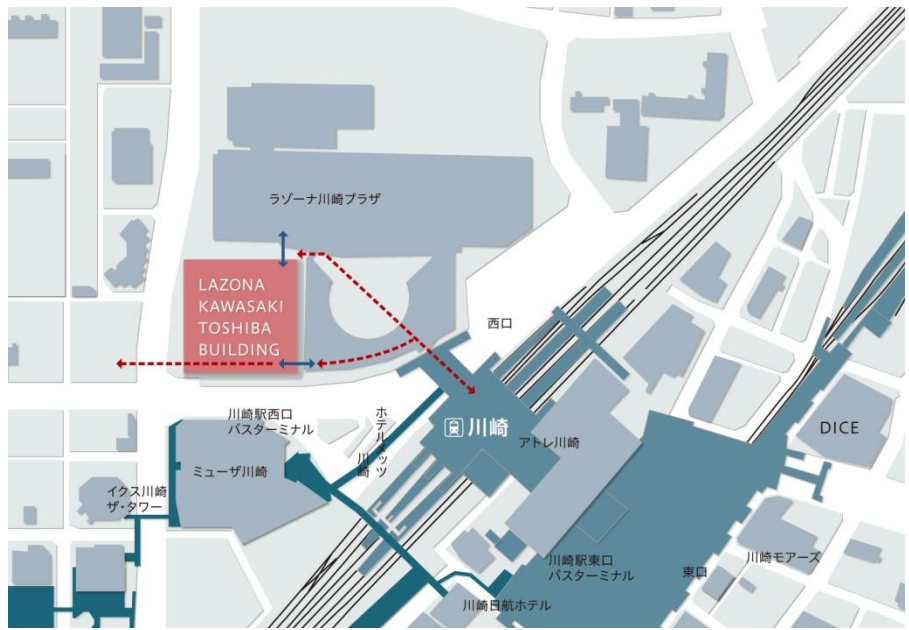 ラゾーナ川崎プラザ
LAZONA
KAWASAKI
TOSHIBA
BUILDING
西口
川崎駅西口
バスターミナル
ホテルメッツ
川崎
川崎
アトレ川崎
DICE
ミューザ川崎
イクス川崎
ザ・タワー
川崎駅東口
バスターミナル
東口
川崎モアーズ
川崎日航ホテル